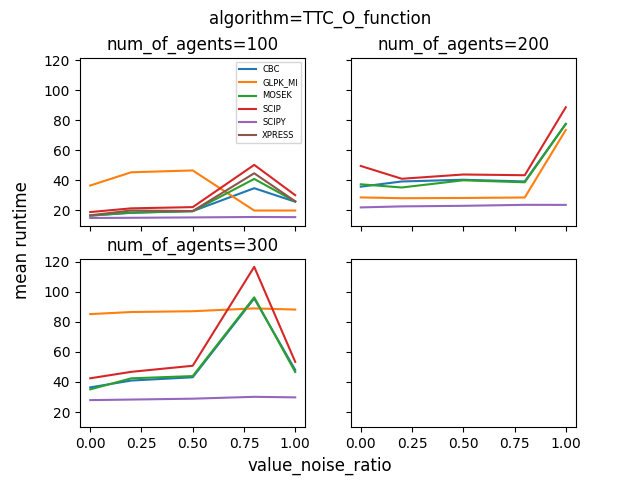 algorithm=TTC_O_function
num_of_agents=100
num_of_agents=200
120
100
80
60
40
20
CBC
GLPK_MI
MOSEK
SCIP
SCIPY
XPRESS
mean runtime
num_of_agents=300
120
100
80
60
40
20
0.00 0.25 0.50 0.75 1.00
0.00 0.25 0.50 0.75 1.00
value_noise_ratio